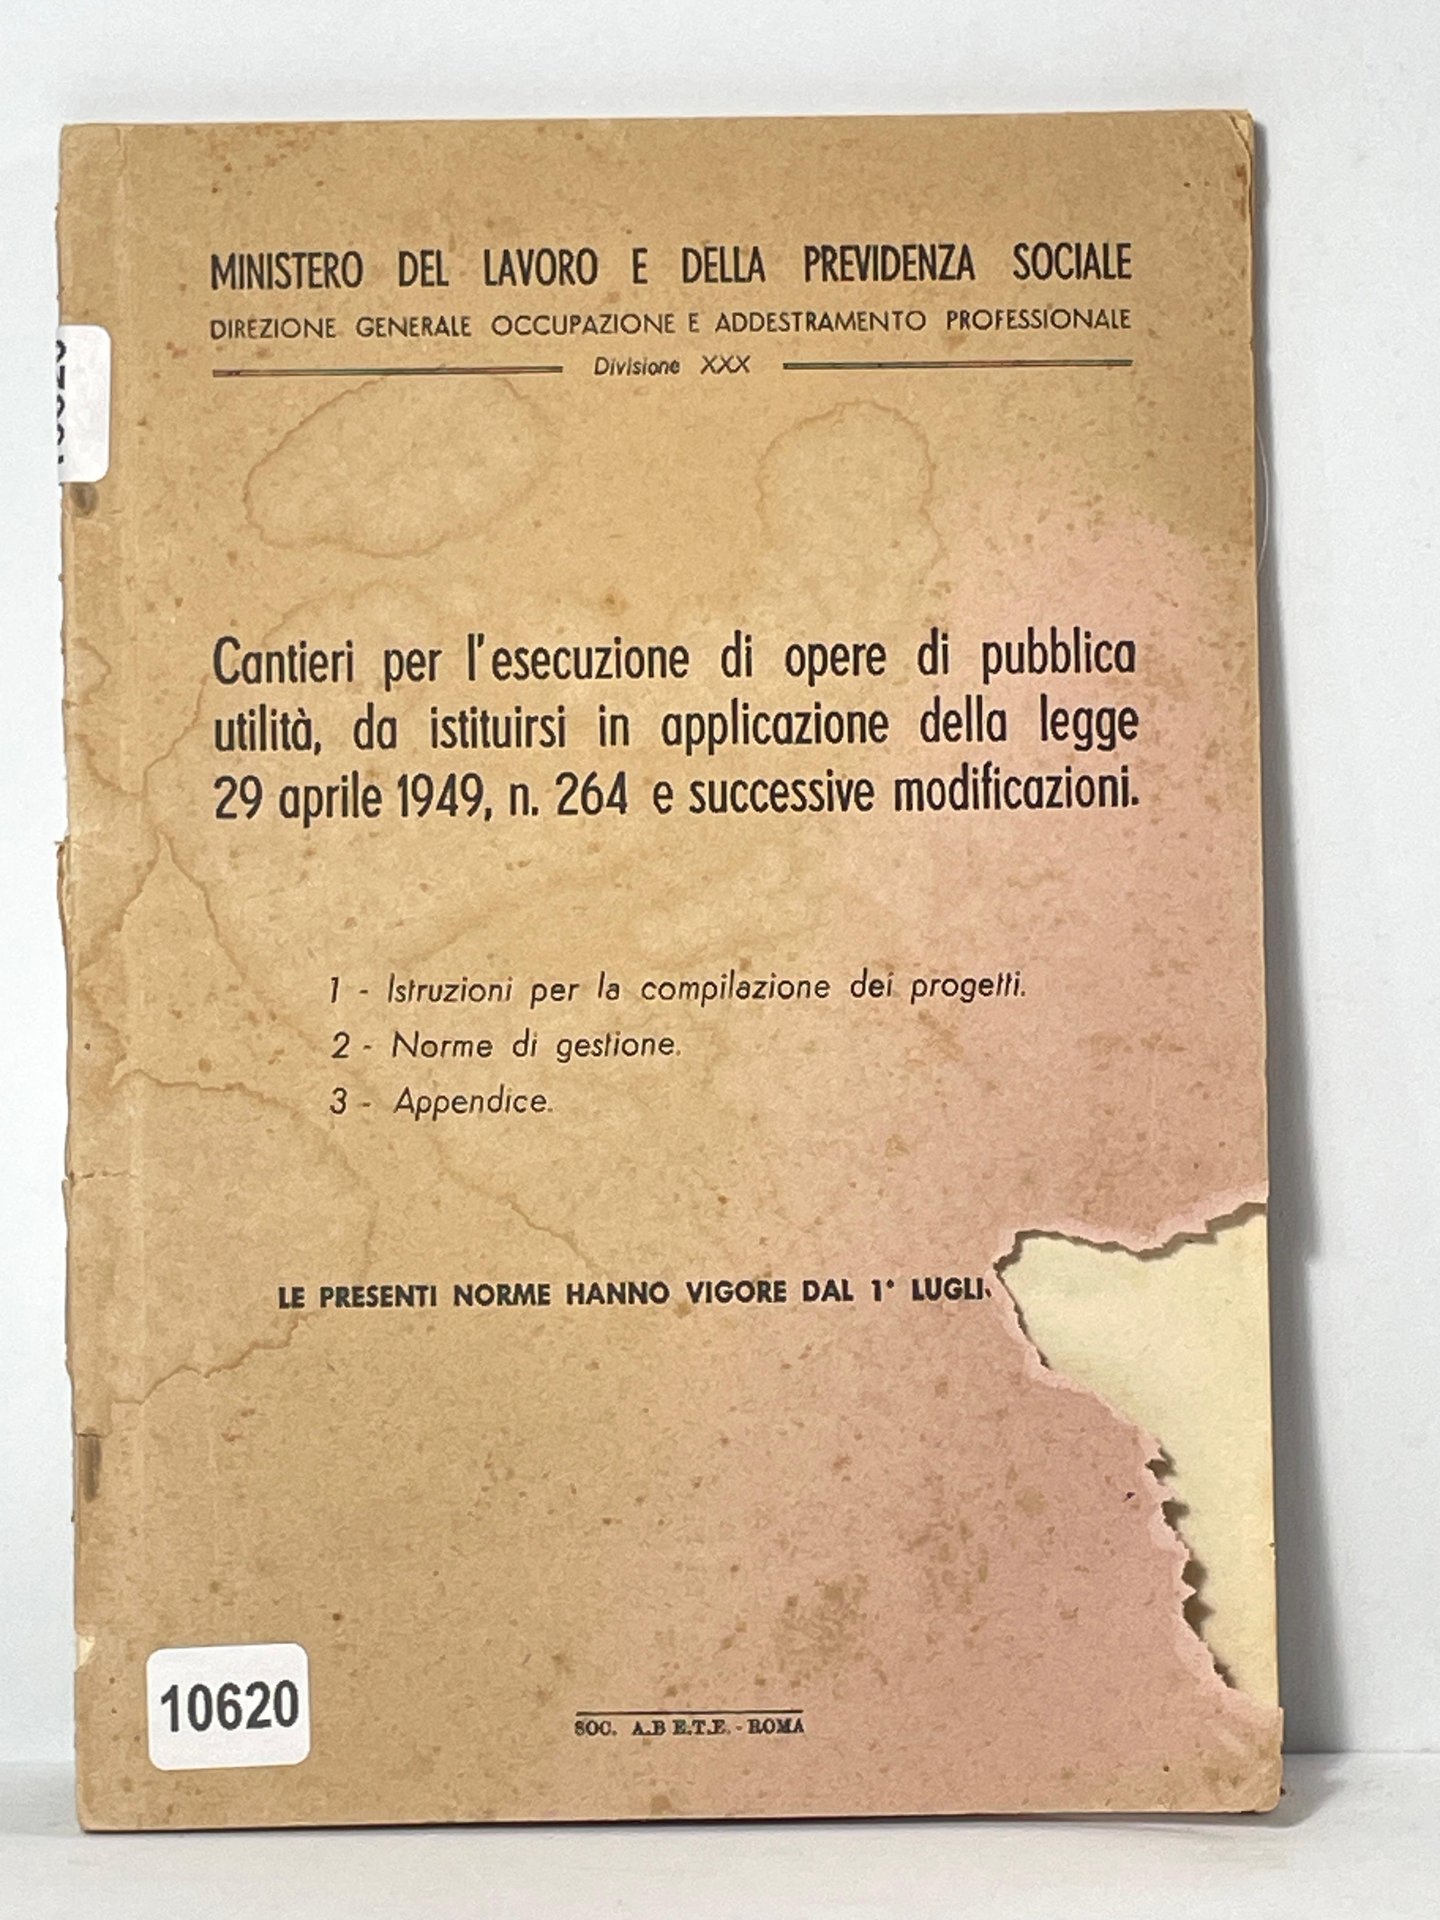 MINISTERO DEL LAVORO E DELLA PREVIDENZA SOCIALE
DIREZIONE GENERALE OCCUPAZIONE E ADDESTRAMENTO PROFESSIONALE
Divisione XXX
Cantieri per l'esecuzione di opere di pubblica
utilità, da istituirsi in applicazione della legge
29 aprile 1949, n. 264 e successive modificazioni.
1 - Istruzioni per la compilazione dei progetti.
2 - Norme di gestione.
3 - Appendice.
LE PRESENTI NORME HANNO VIGORE DAL 1° LUGLI
10620
SOC. A.B E.T.E. - ROMA